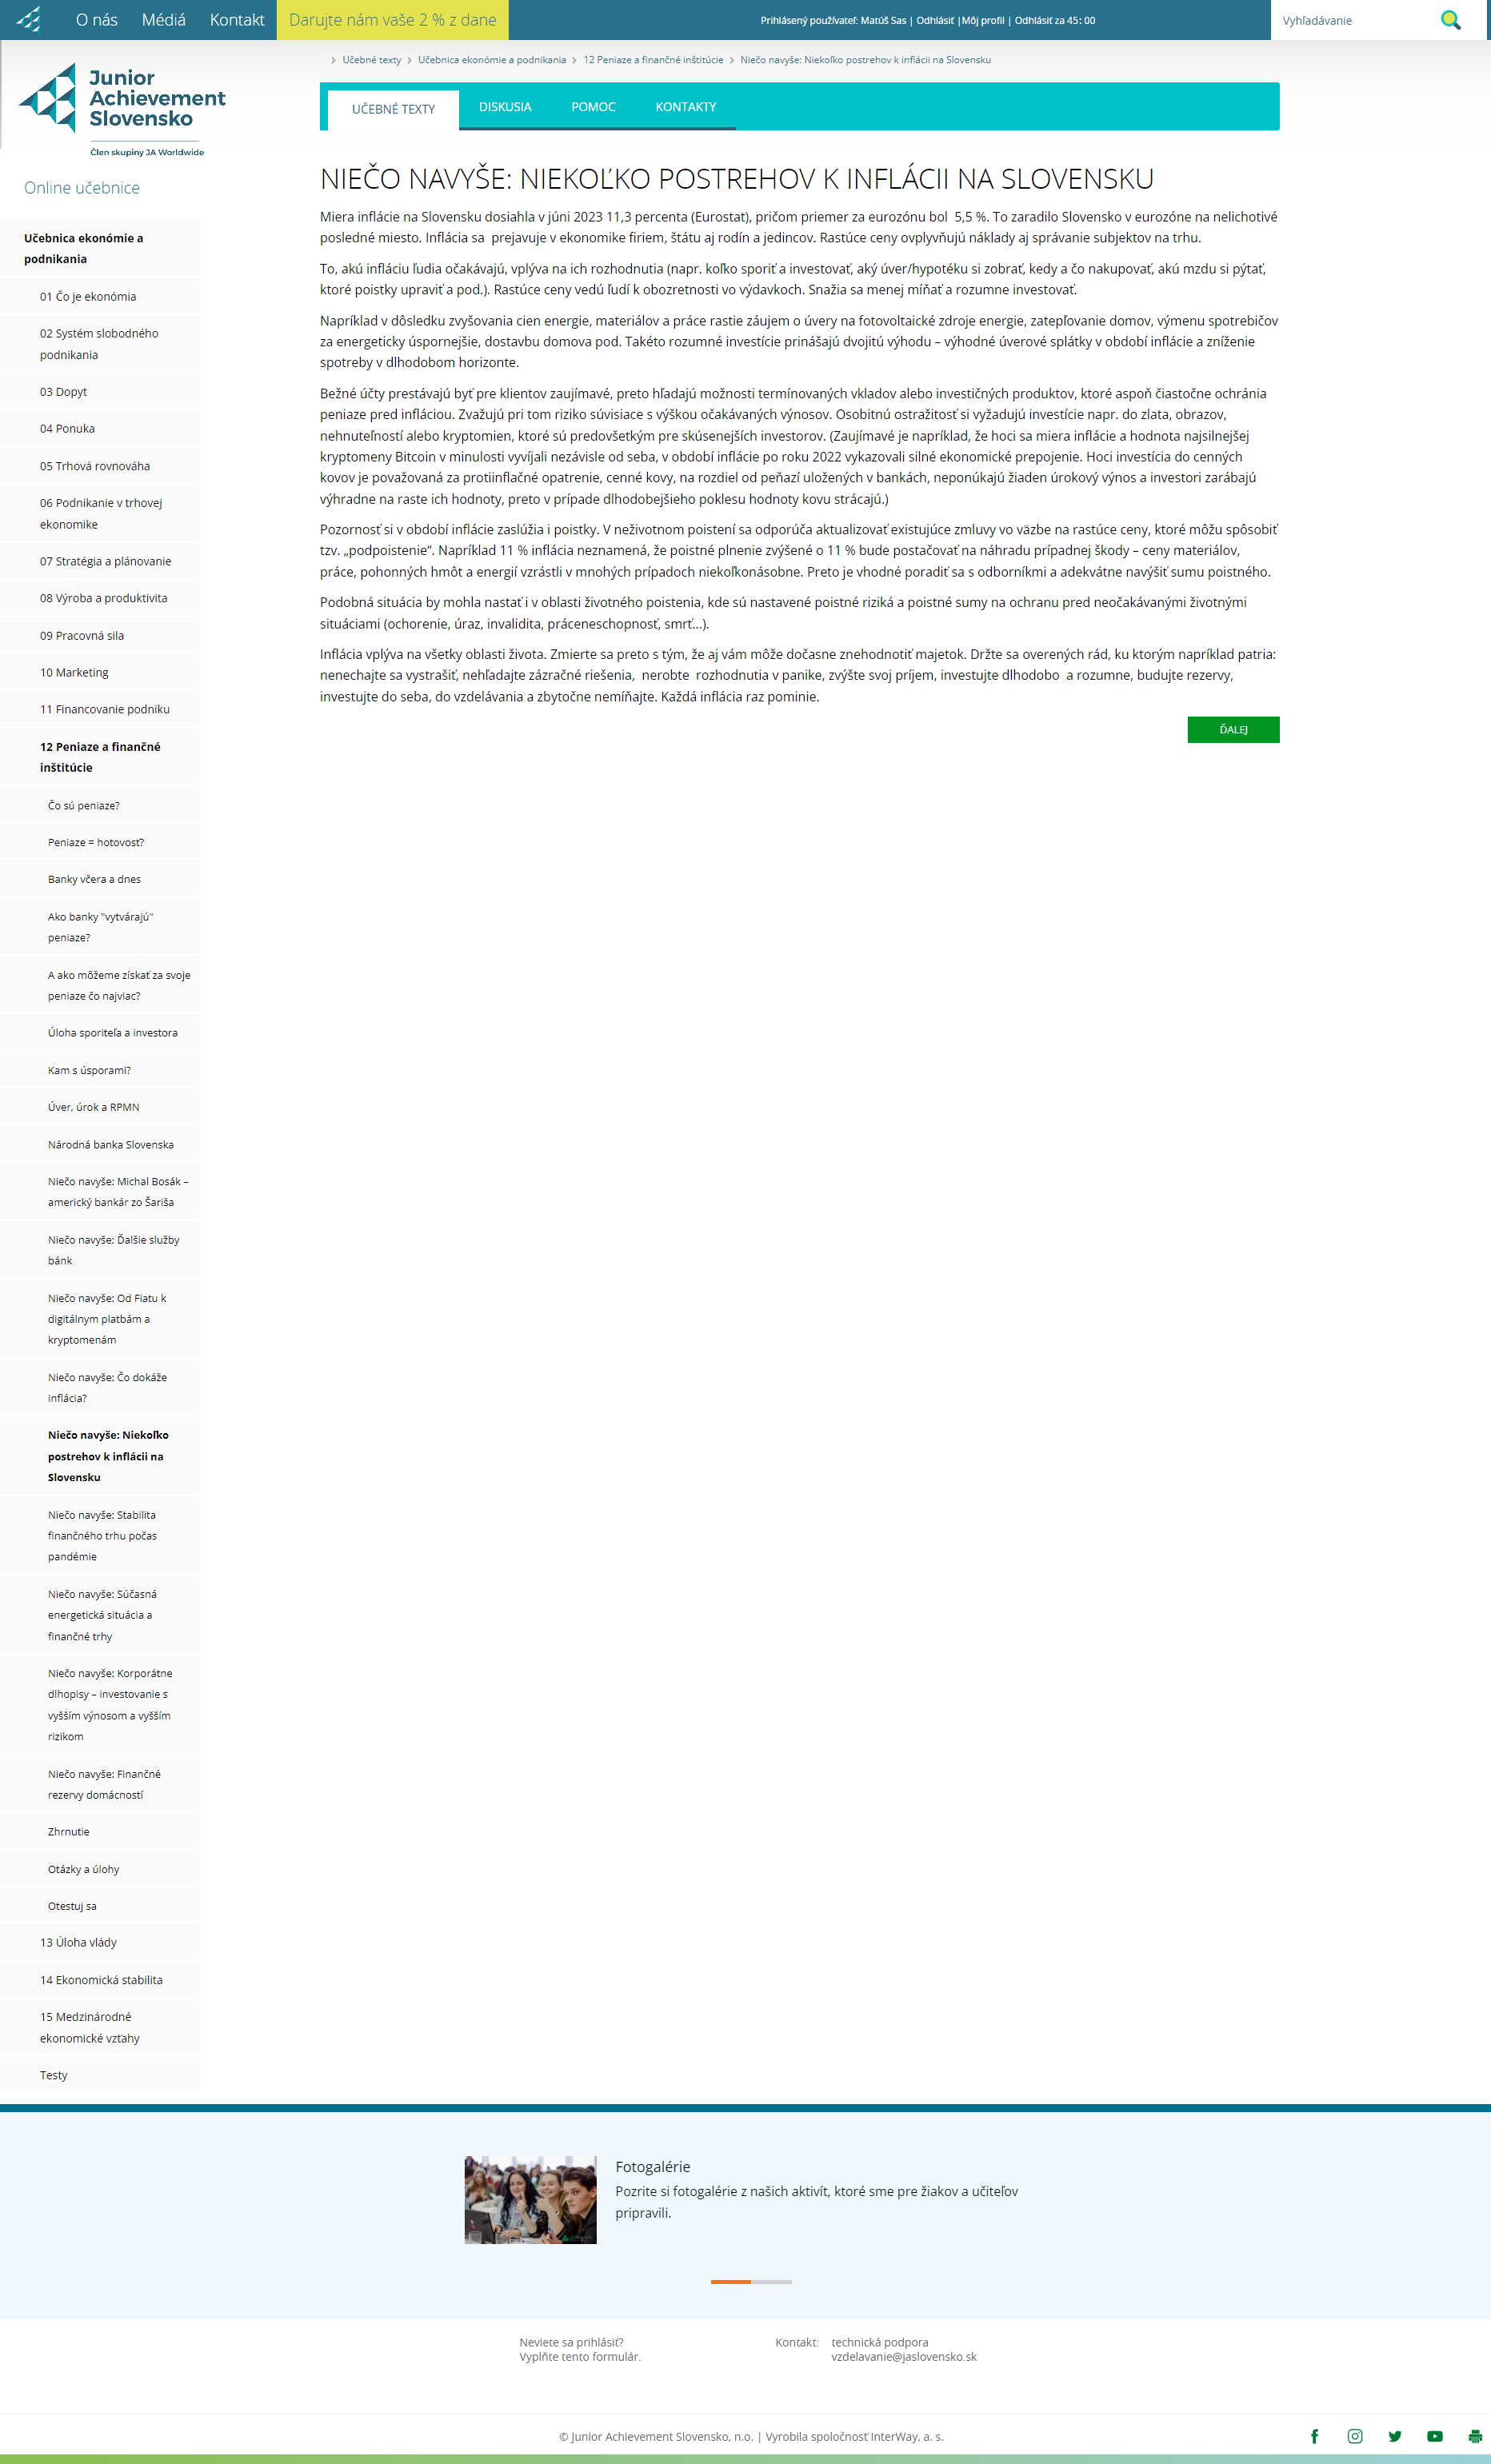 O nás Médiá Kontakt Darujte nám vaše 2 % z dane Prihlásený používateľ: Matúš Sas | Odhlásiť |Môj profil | Odhlásiť za 45: 00 Vyhľadávanie
Junior
Achievement
Slovensko
Člen skupiny JA Worldwide
Učebné texty Učebnica ekonómie a podnikania 12 Peniaze a finančné inštitúcie Niečo navyše: Niekoľko postrehov k inflácii na Slovensku
UČEBNÉ TEXTY DISKUSIA POMOC KONTAKTY
Online učebnice
Učebnica ekonómie a
podnikania
01 Čo je ekonómia
02 Systém slobodného
podnikania
03 Dopyt
04 Ponuka
05 Trhová rovnováha
06 Podnikanie v trhovej
ekonomike
07 Stratégia a plánovanie
08 Výroba a produktivita
09 Pracovná sila
10 Marketing
11 Financovanie podniku
12 Peniaze a finančné
inštitúcie
Čo sú peniaze?
Peniaze = hotovosť?
Banky včera a dnes
Ako banky "vytvárajú"
peniaze?
A ako môžeme získať za svoje
peniaze čo najviac?
Úloha sporiteľa a investora
Kam s úsporami?
Úver, úrok a RPMN
Národná banka Slovenska
Niečo navyše: Michal Bosák –
americký bankár zo Šariša
Niečo navyše: Ďalšie služby
bánk
Niečo navyše: Od Fiatu k
digitálnym platbám a
kryptomenám
Niečo navyše: Čo dokáže
inflácia?
Niečo navyše: Niekoľko
postrehov k inflácii na
Slovensku
Niečo navyše: Stabilita
finančného trhu počas
pandémie
Niečo navyše: Súčasná
energetická situácia a
finančné trhy
Niečo navyše: Korporátne
dlhopisy – investovanie s
vyšším výnosom a vyšším
rizikom
Niečo navyše: Finančné
rezervy domácností
Zhrnutie
Otázky a úlohy
Otestuj sa
13 Úloha vlády
14 Ekonomická stabilita
15 Medzinárodné
ekonomické vzťahy
Testy
NIEČO NAVYŠE: NIEKOĽKO POSTREHOV K INFLÁCII NA SLOVENSKU
Miera inflácie na Slovensku dosiahla v júni 2023 11,3 percenta (Eurostat), pričom priemer za eurozónu bol 5,5 %. To zaradilo Slovensko v eurozóne na nelichotivé
posledné miesto. Inflácia sa prejavuje v ekonomike firiem, štátu aj rodín a jedincov. Rastúce ceny ovplyvňujú náklady aj správanie subjektov na trhu.
To, akú infláciu ľudia očakávajú, vplýva na ich rozhodnutia (napr. koľko sporiť a investovať, aký úver/hypotéku si zobrať, kedy a čo nakupovať, akú mzdu si pýtať,
ktoré poistky upraviť a pod.). Rastúce ceny vedú ľudí k obozretnosti vo výdavkoch. Snažia sa menej míňať a rozumne investovať.
Napríklad v dôsledku zvyšovania cien energie, materiálov a práce rastie záujem o úvery na fotovoltaické zdroje energie, zatepľovanie domov, výmenu spotrebičov
za energeticky úspornejšie, dostavbu domova pod. Takéto rozumné investície prinášajú dvojitú výhodu – výhodné úverové splátky v období inflácie a zníženie
spotreby v dlhodobom horizonte.
Bežné účty prestávajú byť pre klientov zaujímavé, preto hľadajú možnosti termínovaných vkladov alebo investičných produktov, ktoré aspoň čiastočne ochránia
peniaze pred infláciou. Zvažujú pri tom riziko súvisiace s výškou očakávaných výnosov. Osobitnú ostražitosť si vyžadujú investície napr. do zlata, obrazov,
nehnuteľností alebo kryptomien, ktoré sú predovšetkým pre skúsenejších investorov. (Zaujímavé je napríklad, že hoci sa miera inflácie a hodnota najsilnejšej
kryptomeny Bitcoin v minulosti vyvíjali nezávisle od seba, v období inflácie po roku 2022 vykazovali silné ekonomické prepojenie. Hoci investícia do cenných
kovov je považovaná za protiinflačné opatrenie, cenné kovy, na rozdiel od peňazí uložených v bankách, neponúkajú žiaden úrokový výnos a investori zarábajú
výhradne na raste ich hodnoty, preto v prípade dlhodobejšieho poklesu hodnoty kovu strácajú.)
Pozornosť si v období inflácie zaslúžia i poistky. V neživotnom poistení sa odporúča aktualizovať existujúce zmluvy vo väzbe na rastúce ceny, ktoré môžu spôsobiť
tzv. „podpoistenie“. Napríklad 11 % inflácia neznamená, že poistné plnenie zvýšené o 11 % bude postačovať na náhradu prípadnej škody – ceny materiálov,
práce, pohonných hmôt a energií vzrástli v mnohých prípadoch niekoľkonásobne. Preto je vhodné poradiť sa s odborníkmi a adekvátne navýšiť sumu poistného.
Podobná situácia by mohla nastať i v oblasti životného poistenia, kde sú nastavené poistné riziká a poistné sumy na ochranu pred neočakávanými životnými
situáciami (ochorenie, úraz, invalidita, práceneschopnosť, smrť...).
Inflácia vplýva na všetky oblasti života. Zmierte sa preto s tým, že aj vám môže dočasne znehodnotiť majetok. Držte sa overených rád, ku ktorým napríklad patria:
nenechajte sa vystrašiť, nehľadajte zázračné riešenia, nerobte rozhodnutia v panike, zvýšte svoj príjem, investujte dlhodobo a rozumne, budujte rezervy,
investujte do seba, do vzdelávania a zbytočne nemíňajte. Každá inflácia raz pominie.
ĎALEJ
Fotogalérie
Pozrite si fotogalérie z našich aktivít, ktoré sme pre žiakov a učiteľov
pripravili.
Neviete sa prihlásiť?
Vyplňte tento formulár.
Kontakt: technická podpora
vzdelavanie@jaslovensko.sk
© Junior Achievement Slovensko, n.o. | Vyrobila spoločnosť InterWay, a. s.